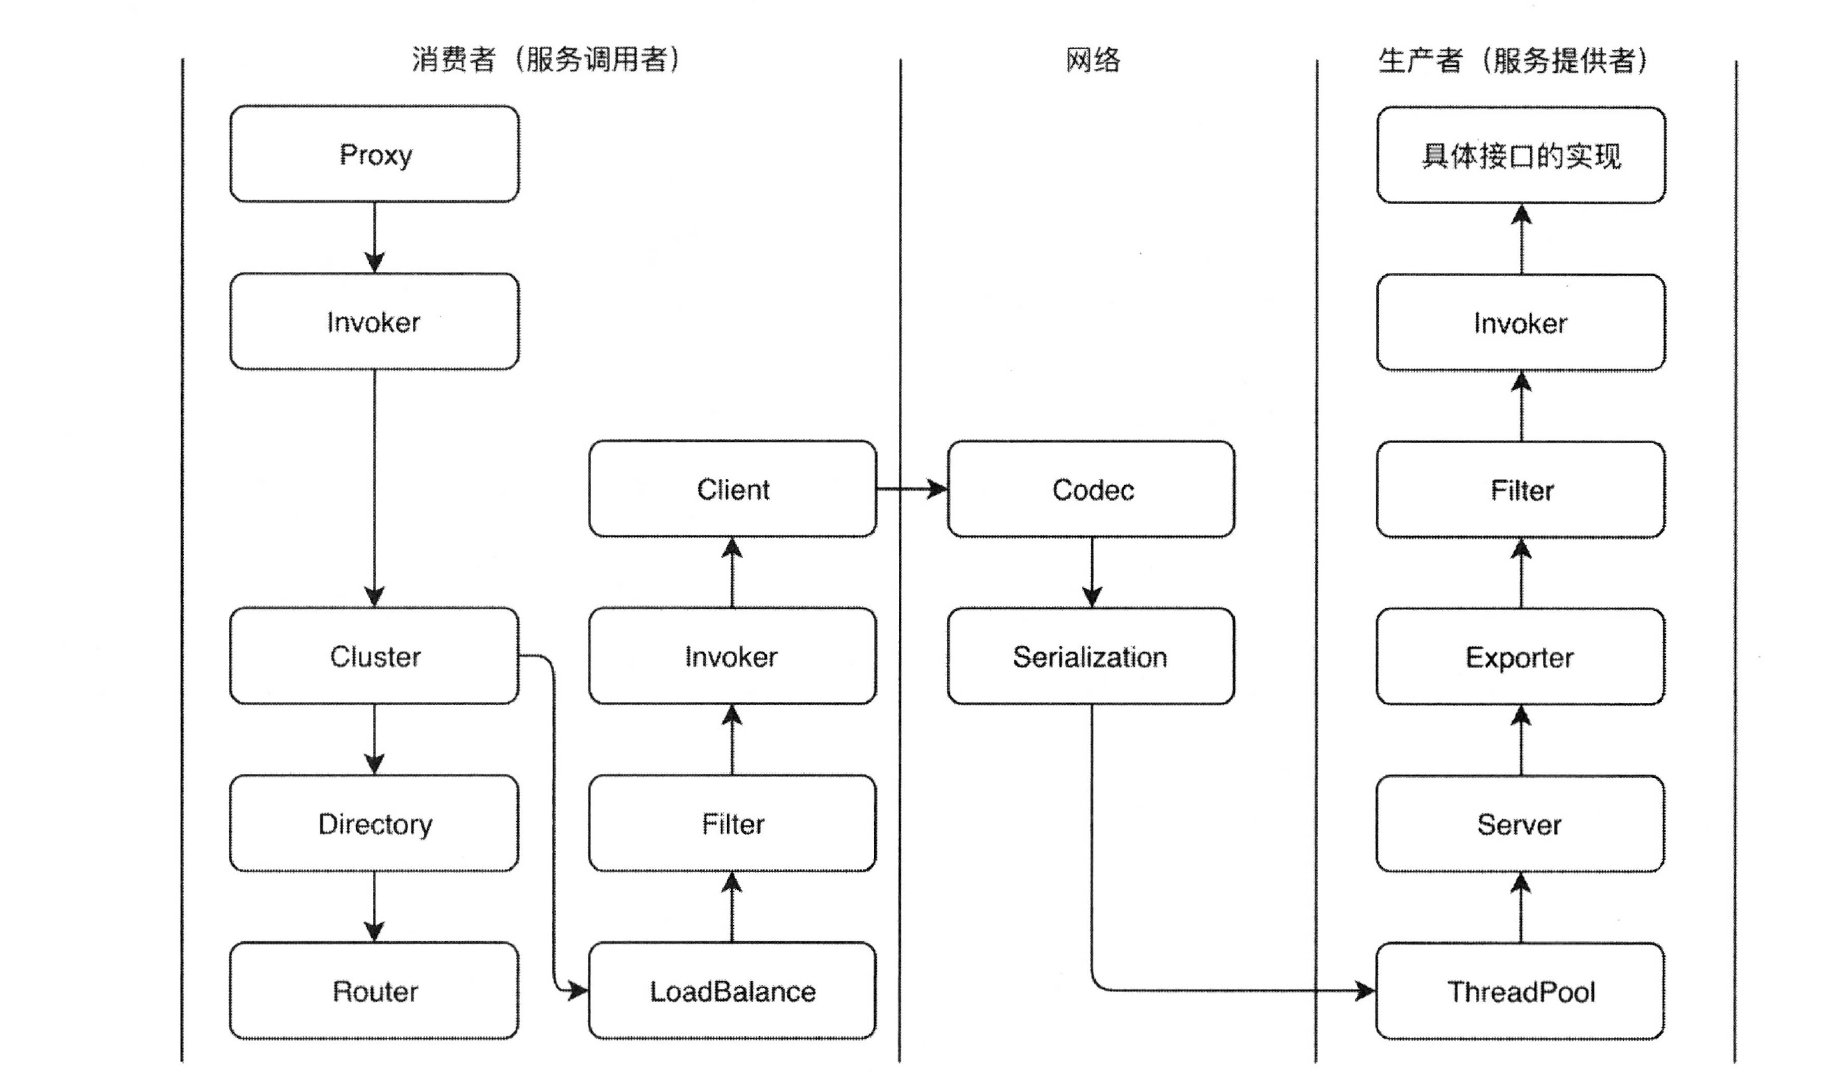 消费者（服务调用者）
网络
生产者（服务提供者）
Proxy
Invoker
Cluster
Directory
Router
Client
Invoker
Filter
LoadBalance
Codec
Serialization
具体接口的实现
Invoker
Filter
Exporter
Server
ThreadPool